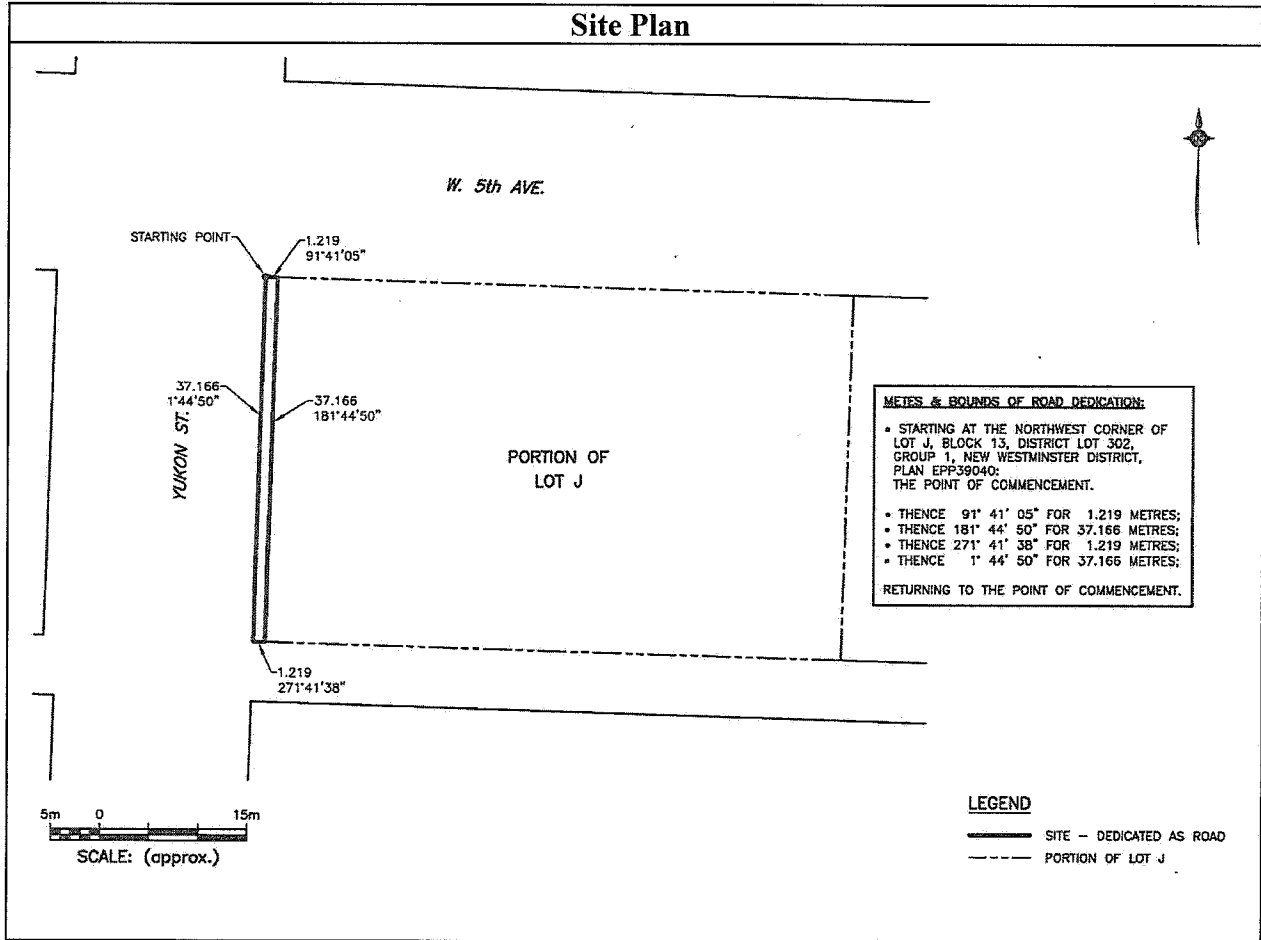 Site Plan
W. 5th AVE.
STARTING POINT
1.219
91°41'05"
37.166
1°44'50"
37.166
181°44'50"
YUKON ST.
PORTION OF
LOT J
METES & BOUNDS OF ROAD DEDICATION:
• STARTING AT THE NORTHWEST CORNER OF
LOT J, BLOCK 13, DISTRICT LOT 302,
GROUP 1, NEW WESTMINSTER DISTRICT,
PLAN EPP39040:
THE POINT OF COMMENCEMENT.
• THENCE 91° 41' 05" FOR 1.219 METRES;
• THENCE 181° 44' 50" FOR 37.166 METRES;
• THENCE 271° 41' 38" FOR 1.219 METRES;
• THENCE 1° 44' 50" FOR 37.166 METRES;
RETURNING TO THE POINT OF COMMENCEMENT.
1.219
271°41'38"
5m 0 15m
SCALE: (approx.)
LEGEND
SITE – DEDICATED AS ROAD
PORTION OF LOT J